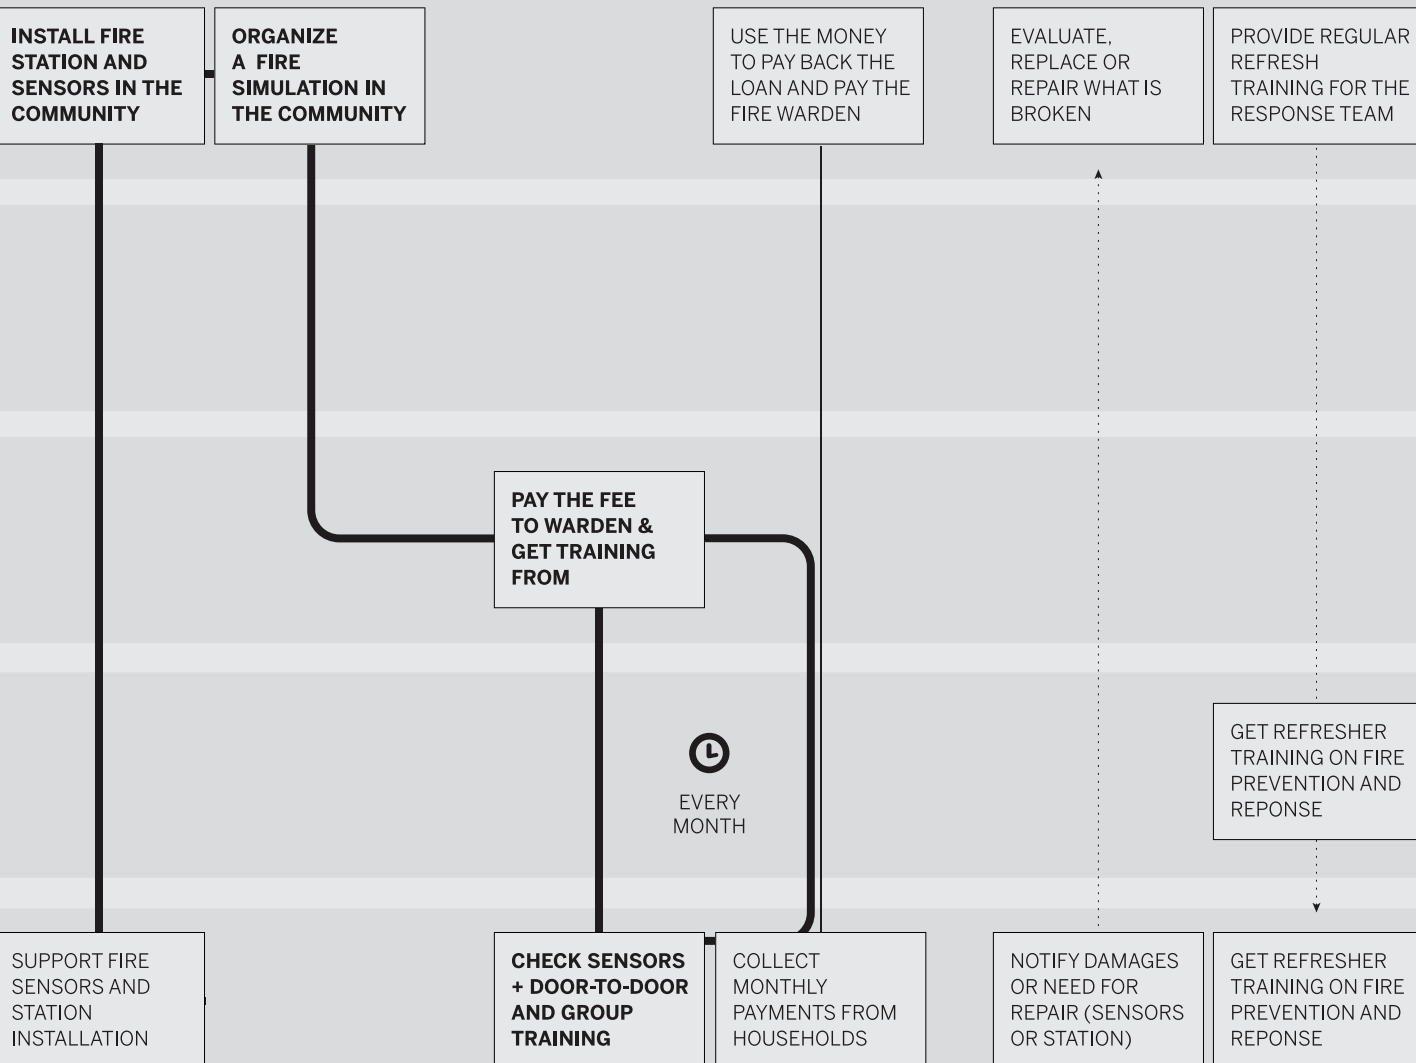 INSTALL FIRE
STATION AND
SENSORS IN THE
COMMUNITY
ORGANIZE
A FIRE
SIMULATION IN
THE COMMUNITY
USE THE MONEY
TO PAY BACK THE
LOAN AND PAY THE
FIRE WARDEN
EVALUATE,
REPLACE OR
REPAIR WHAT IS
BROKEN
PROVIDE REGULAR
REFRESH
TRAINING FOR THE
RESPONSE TEAM
PAY THE FEE
TO WARDEN &
GET TRAINING
FROM
EVERY
MONTH
GET REFRESHER
TRAINING ON FIRE
PREVENTION AND
REPONSE
SUPPORT FIRE
SENSORS AND
STATION
INSTALLATION
CHECK SENSORS
+ DOOR-TO-DOOR
AND GROUP
TRAINING
COLLECT
MONTHLY
PAYMENTS FROM
HOUSEHOLDS
NOTIFY DAMAGES
OR NEED FOR
REPAIR (SENSORS
OR STATION)
GET REFRESHER
TRAINING ON FIRE
PREVENTION AND
REPONSE